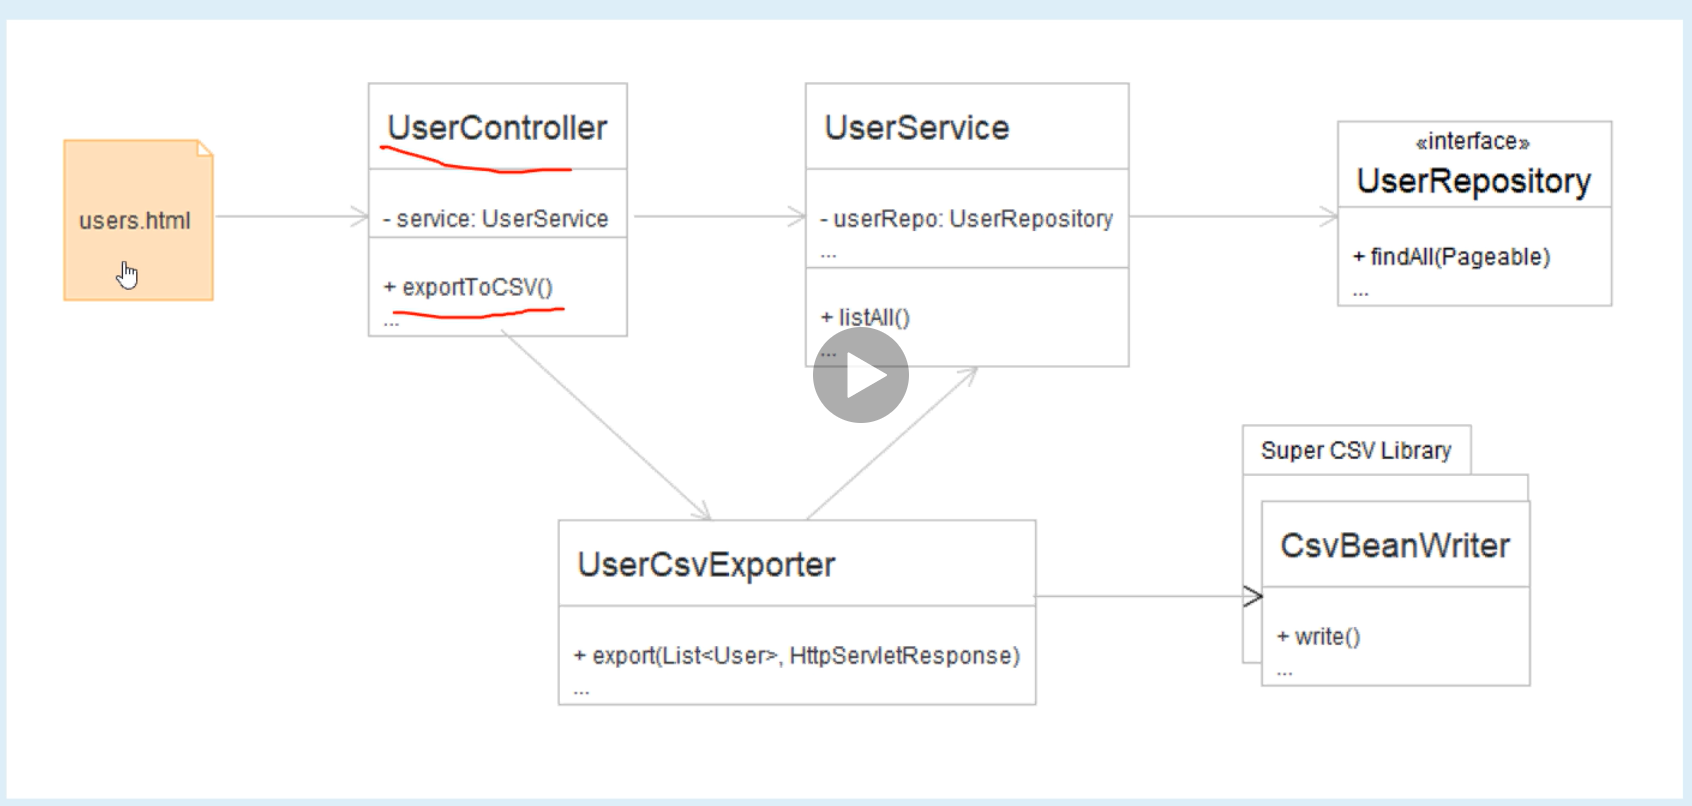 users.html
UserController
- service: UserService
+ exportToCSV()
...
UserService
- userRepo: UserRepository
...
+ listAll()
...
«interface»
UserRepository
+ findAll(Pageable)
...
UserCsvExporter
+ export(List<User>, HttpServletResponse)
...
Super CSV Library
CsvBeanWriter
+ write()
...